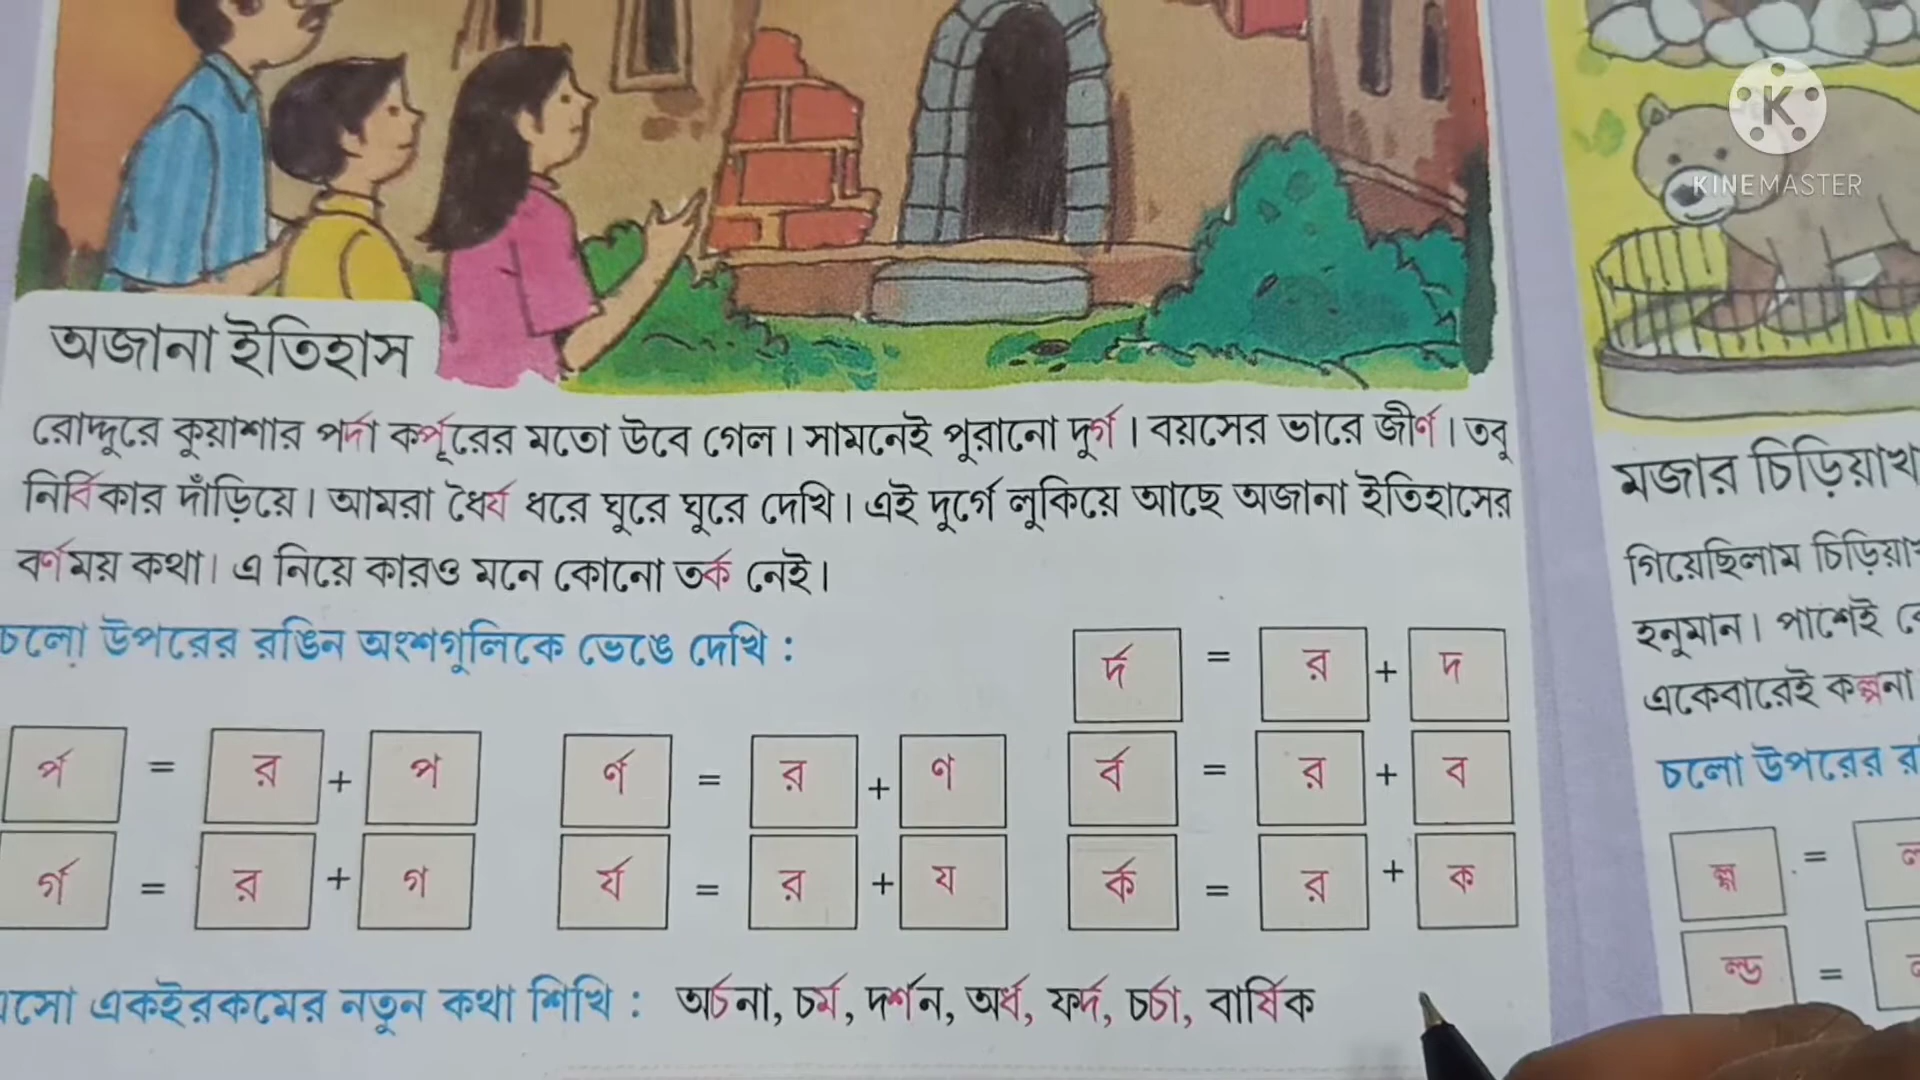 অজানা ইতিহাস
রোদ্দুরে কুয়াশার পর্দা কর্পূরের মতো উবে গেল। সামনেই পুরানো দুর্গ। বয়সের ভারে জীর্ণ। তবু
নির্বিকার দাঁড়িয়ে। আমরা ধৈর্য ধরে ঘুরে ঘুরে দেখি। এই দুর্গে লুকিয়ে আছে অজানা ইতিহাসের
বর্ণময় কথা। এ নিয়ে কারও মনে কোনো তর্ক নেই।
চলো উপরের রঙিন অংশগুলিকে ভেঙে দেখি :
র্দ = র + দ
র্প = র + প র্ণ = র + ণ র্ব = র + ব
র্গ = র + গ র্য = র + য র্ক = র + ক
একইরকমের নতুন কথা শিখি : অর্চনা, চর্ম, দর্শন, অর্ধ, ফর্দ, চর্চা, বার্ষিক
KINEMASTER
মজার
গিয়েছিলাম
হনুমান। পাশেই
একেবারেই কল্পনা
চলো উপরের
ল্প =
ল্ড =